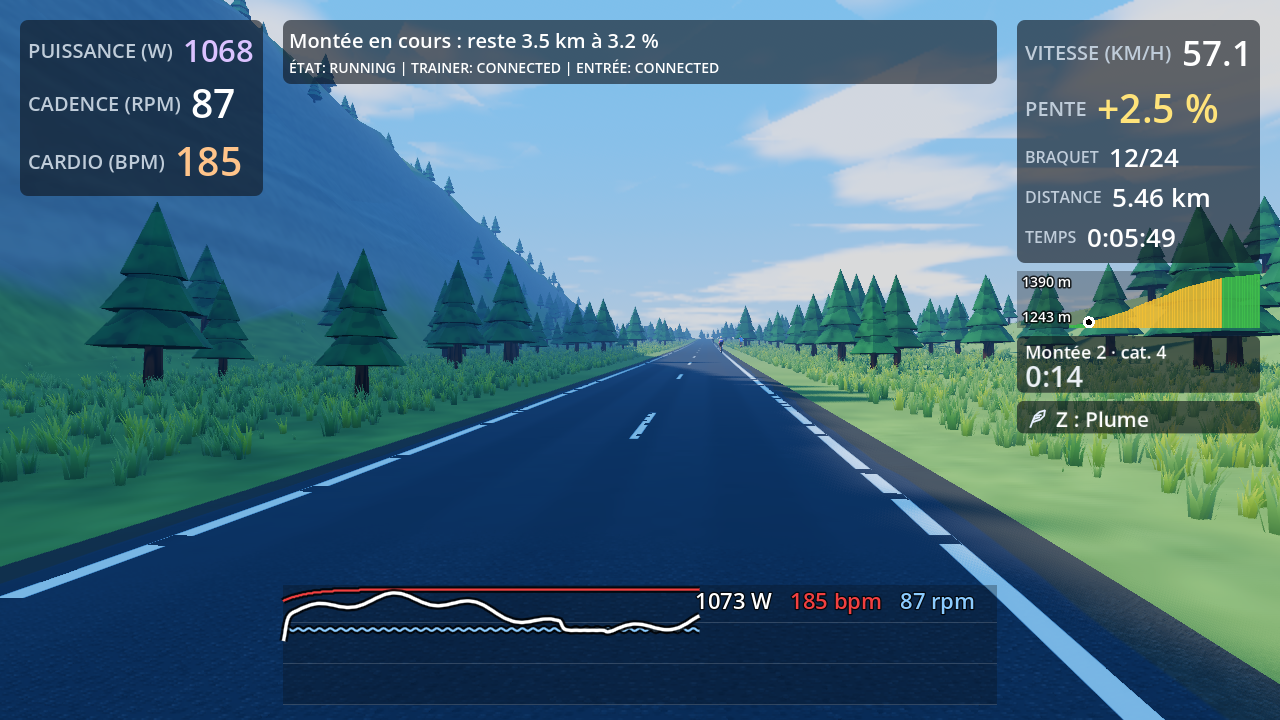 PUISSANCE (W) 1068
CADENCE (RPM) 87
CARDIO (BPM) 185
Montée en cours : reste 3.5 km à 3.2 %
ÉTAT: RUNNING | TRAINER: CONNECTED | ENTRÉE: CONNECTED
VITESSE (KM/H) 57.1
PENTE +2.5 %
BRAQUET 12/24
DISTANCE 5.46 km
TEMPS 0:05:49
1390 m
1243 m
Montée 2 · cat. 4
0:14
Z : Plume
1073 W 185 bpm 87 rpm